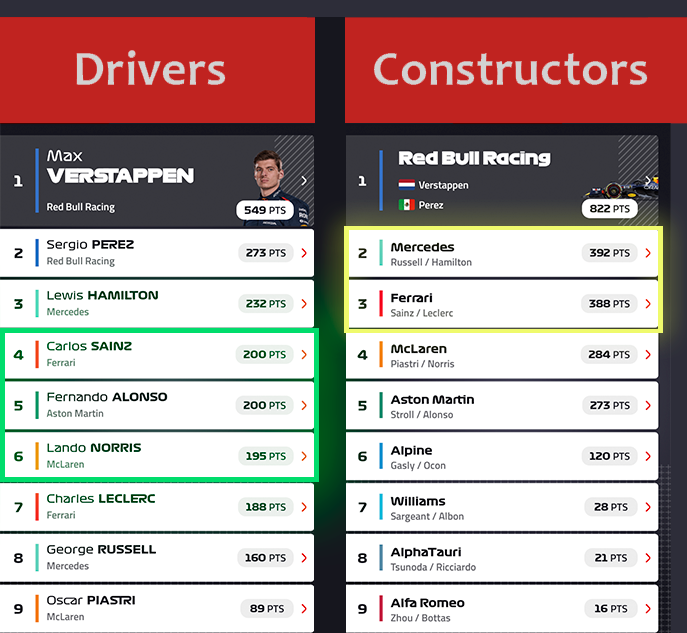 Drivers
1
Max
VERSTAPPEN
Red Bull Racing
549 PTS
2
Sergio PEREZ
Red Bull Racing
273 PTS
3
Lewis HAMILTON
Mercedes
232 PTS
4
Carlos SAINZ
Ferrari
200 PTS
5
Fernando ALONSO
Aston Martin
200 PTS
6
Lando NORRIS
McLaren
195 PTS
7
Charles LECLERC
Ferrari
188 PTS
8
George RUSSELL
Mercedes
160 PTS
9
Oscar PIASTRI
McLaren
89 PTS
Constructors
1
Red Bull Racing
Verstappen
Perez
822 PTS
2
Mercedes
Russell / Hamilton
392 PTS
3
Ferrari
Sainz / Leclerc
388 PTS
4
McLaren
Piastri / Norris
284 PTS
5
Aston Martin
Stroll / Alonso
273 PTS
6
Alpine
Gasly / Ocon
120 PTS
7
Williams
Sargeant / Albon
28 PTS
8
AlphaTauri
Tsunoda / Ricciardo
21 PTS
9
Alfa Romeo
Zhou / Bottas
16 PTS